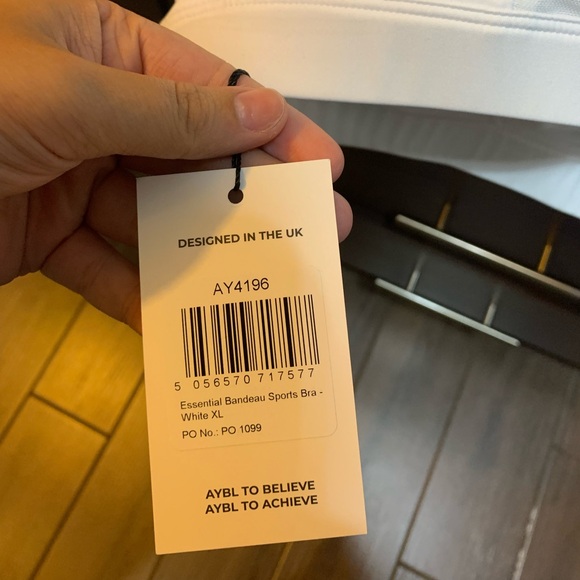 DESIGNED IN THE UK
AY4196
5 056570 717577
Essential Bandeau Sports Bra -
White XL
PO No.: PO 1099
AYBL TO BELIEVE
AYBL TO ACHIEVE